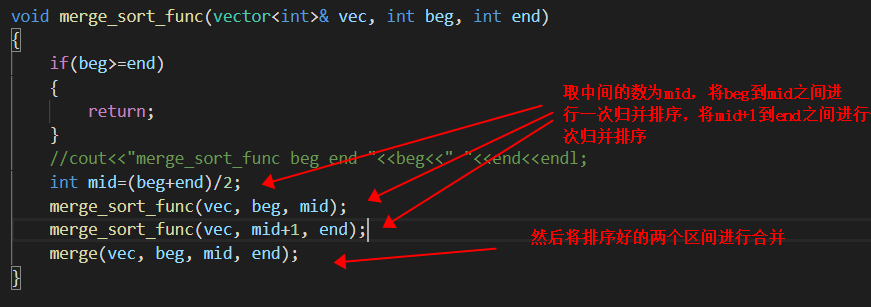 void merge_sort_func(vector<int>& vec, int beg, int end)
{
if(beg>=end)
{
return;
}
取中间的数为mid，将beg到mid之间进
行一次归并排序，将mid+1到end之间进行
次归并排序
//cout<<"merge_sort_func beg end "<<beg<<" "<<end<<endl;
int mid=(beg+end)/2;
merge_sort_func(vec, beg, mid);
merge_sort_func(vec, mid+1, end);
然后将排序好的两个区间进行合并
merge(vec, beg, mid, end);
}